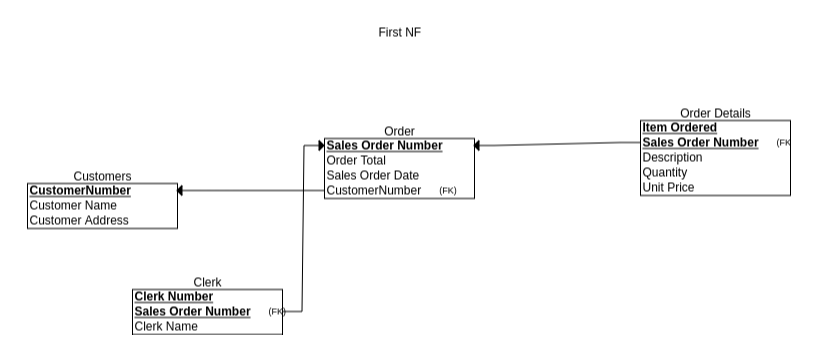 First NF
Order Details
Item Ordered
Sales Order Number (FK
Description
Quantity
Unit Price
Order
Sales Order Number
Order Total
Sales Order Date
CustomerNumber (FK)
Customers
CustomerNumber
Customer Name
Customer Address
Clerk
Clerk Number
Sales Order Number (FK)
Clerk Name